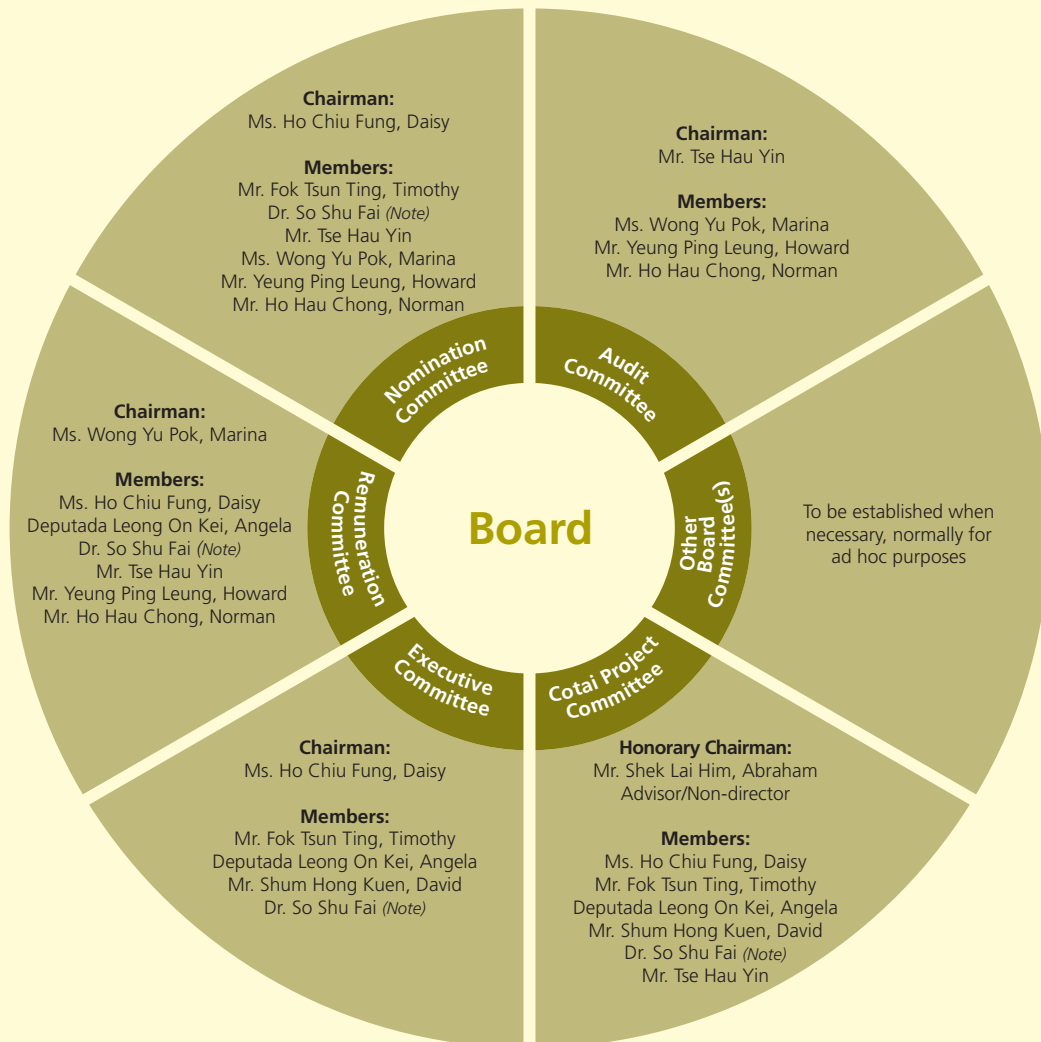 Chairman:
Ms. Ho Chiu Fung, Daisy
Members:
Mr. Fok Tsun Ting, Timothy
Dr. So Shu Fai (Note)
Mr. Tse Hau Yin
Ms. Wong Yu Pok, Marina
Mr. Yeung Ping Leung, Howard
Mr. Ho Hau Chong, Norman
Nomination
Committee
Chairman:
Mr. Tse Hau Yin
Members:
Ms. Wong Yu Pok, Marina
Mr. Yeung Ping Leung, Howard
Mr. Ho Hau Chong, Norman
Audit
Committee
Chairman:
Ms. Wong Yu Pok, Marina
Members:
Ms. Ho Chiu Fung, Daisy
Deputada Leong On Kei, Angela
Dr. So Shu Fai (Note)
Mr. Tse Hau Yin
Mr. Yeung Ping Leung, Howard
Mr. Ho Hau Chong, Norman
Remuneration
Committee
Board
Other
Board
Committee(s)
To be established when
necessary, normally for
ad hoc purposes
Executive
Committee
Chairman:
Ms. Ho Chiu Fung, Daisy
Members:
Mr. Fok Tsun Ting, Timothy
Deputada Leong On Kei, Angela
Mr. Shum Hong Kuen, David
Dr. So Shu Fai (Note)
Cotai Project
Committee
Honorary Chairman:
Mr. Shek Lai Him, Abraham
Advisor/Non-director
Members:
Ms. Ho Chiu Fung, Daisy
Mr. Fok Tsun Ting, Timothy
Deputada Leong On Kei, Angela
Mr. Shum Hong Kuen, David
Dr. So Shu Fai (Note)
Mr. Tse Hau Yin